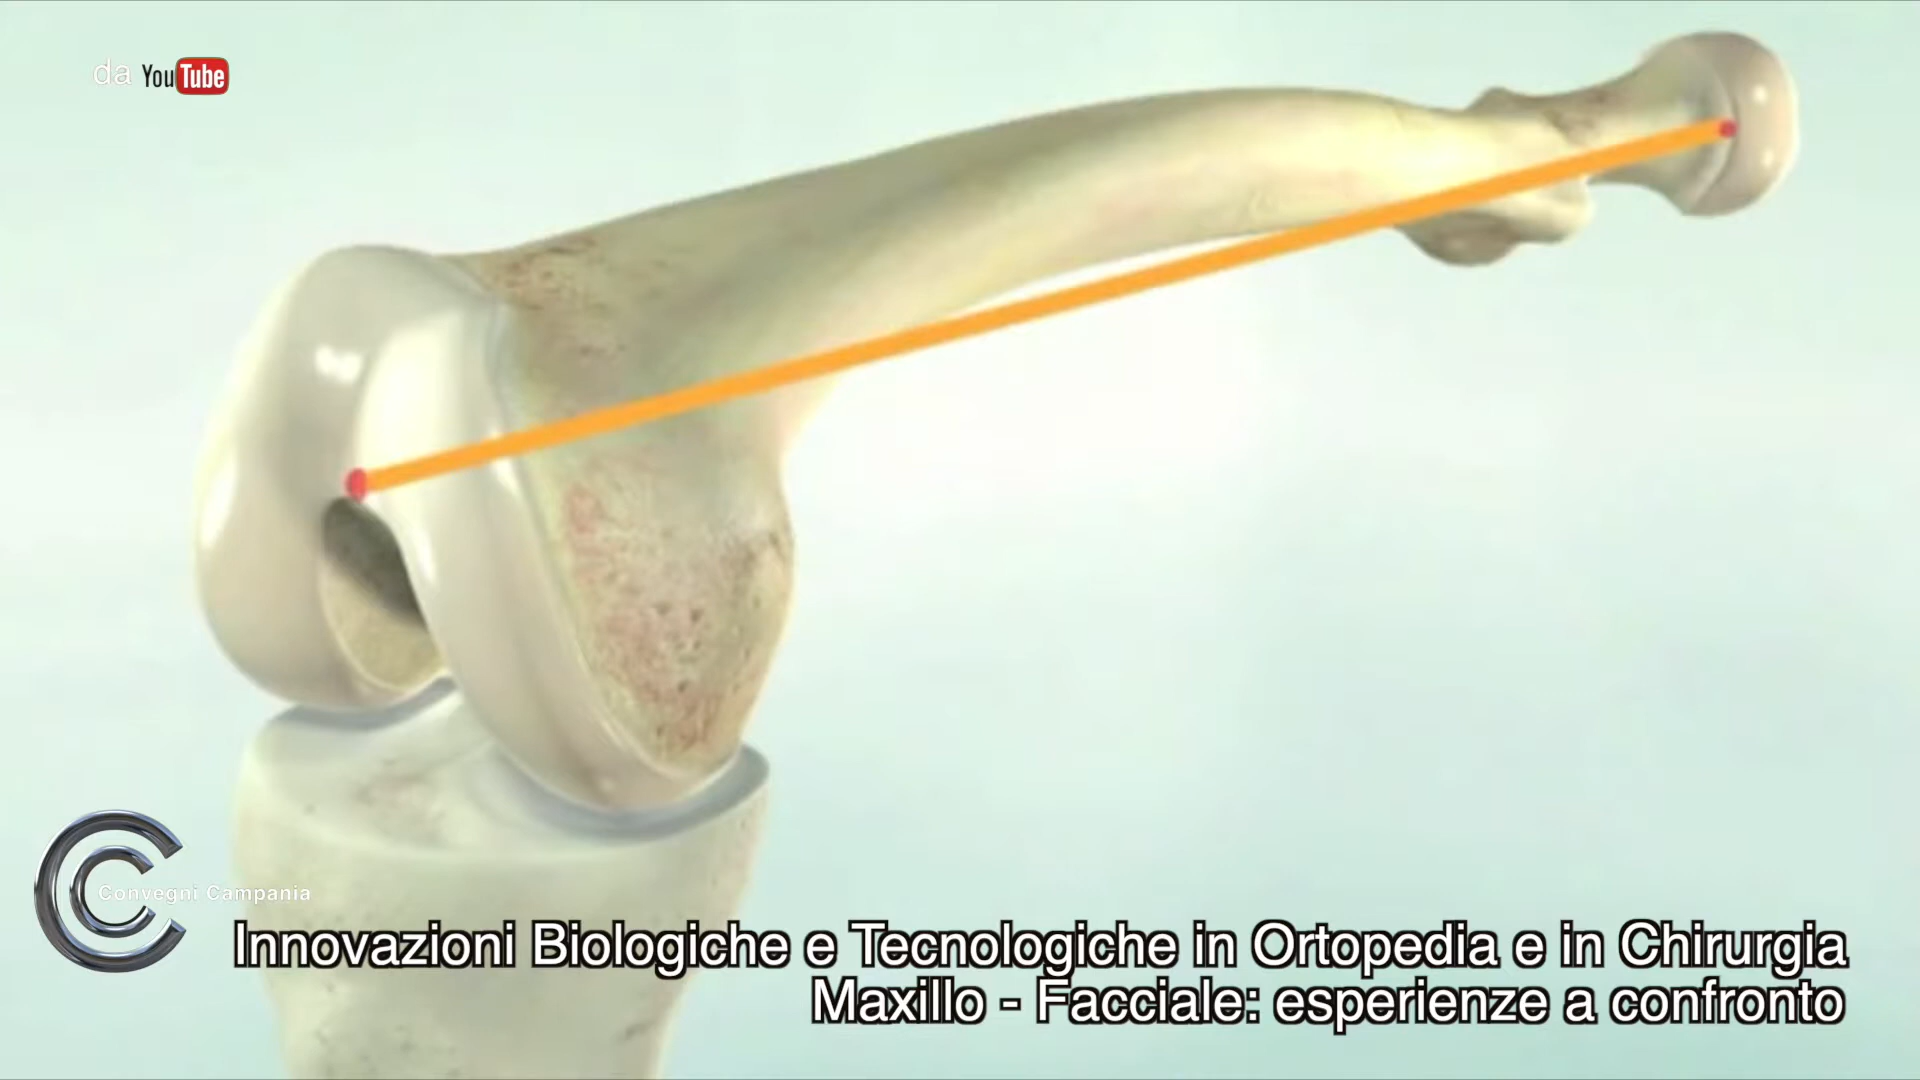 da YouTube
Convegni Campania
Innovazioni Biologiche e Tecnologiche in Ortopedia e in Chirurgia
Maxillo - Facciale: esperienze a confronto